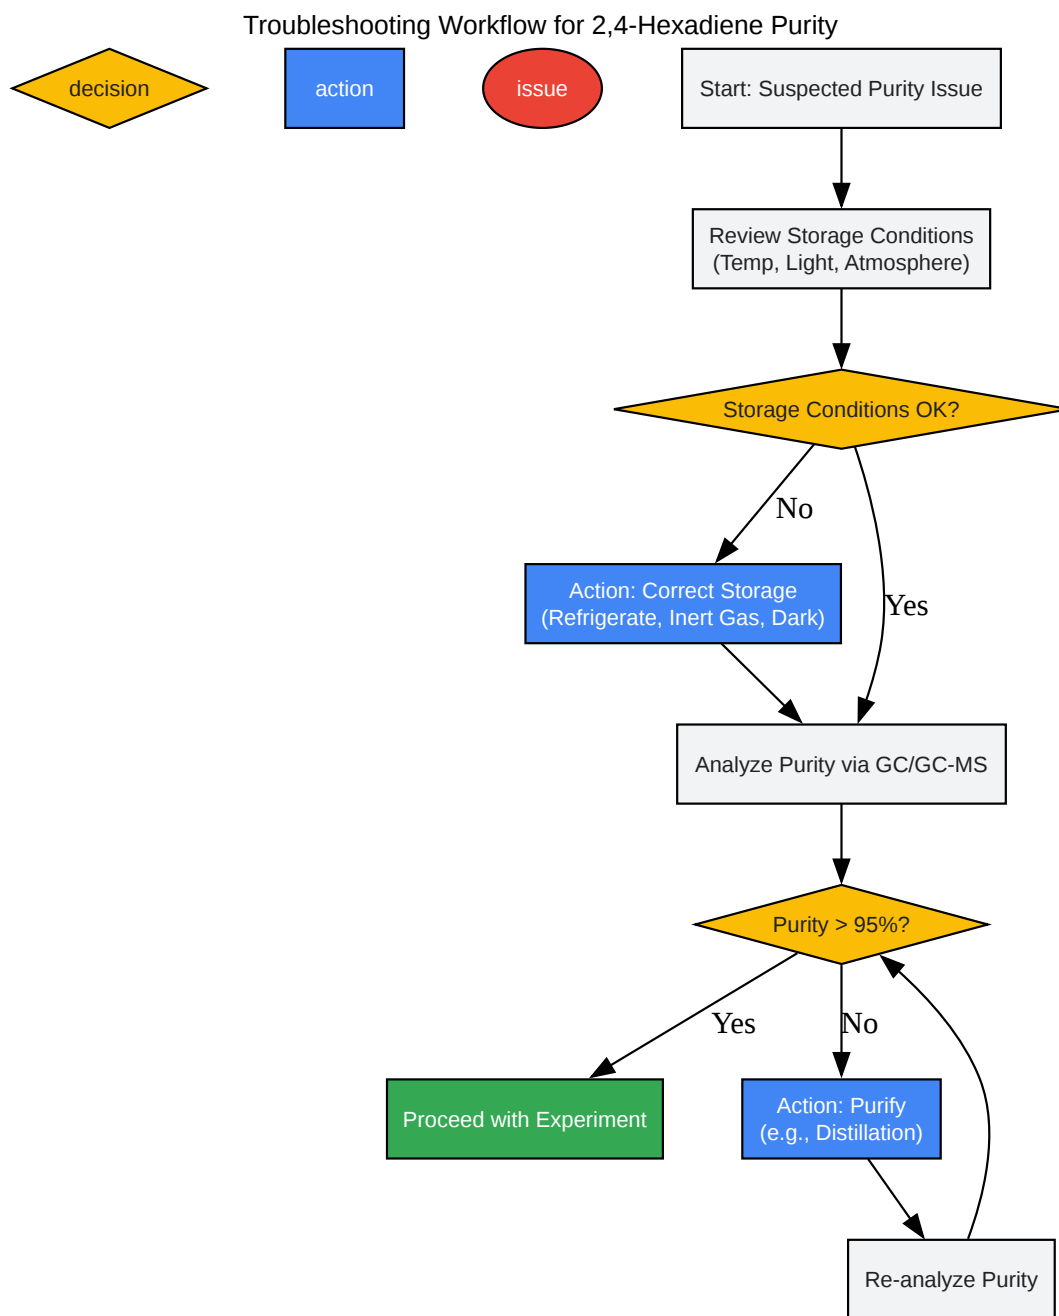 Troubleshooting Workflow for 2,4-Hexadiene Purity
decision
action
issue
Start: Suspected Purity Issue
Review Storage Conditions
(Temp, Light, Atmosphere)
Storage Conditions OK?
No
Action: Correct Storage
(Refrigerate, Inert Gas, Dark)
Yes
Analyze Purity via GC/GC-MS
Purity > 95%?
Yes
No
Proceed with Experiment
Action: Purify
(e.g., Distillation)
Re-analyze Purity